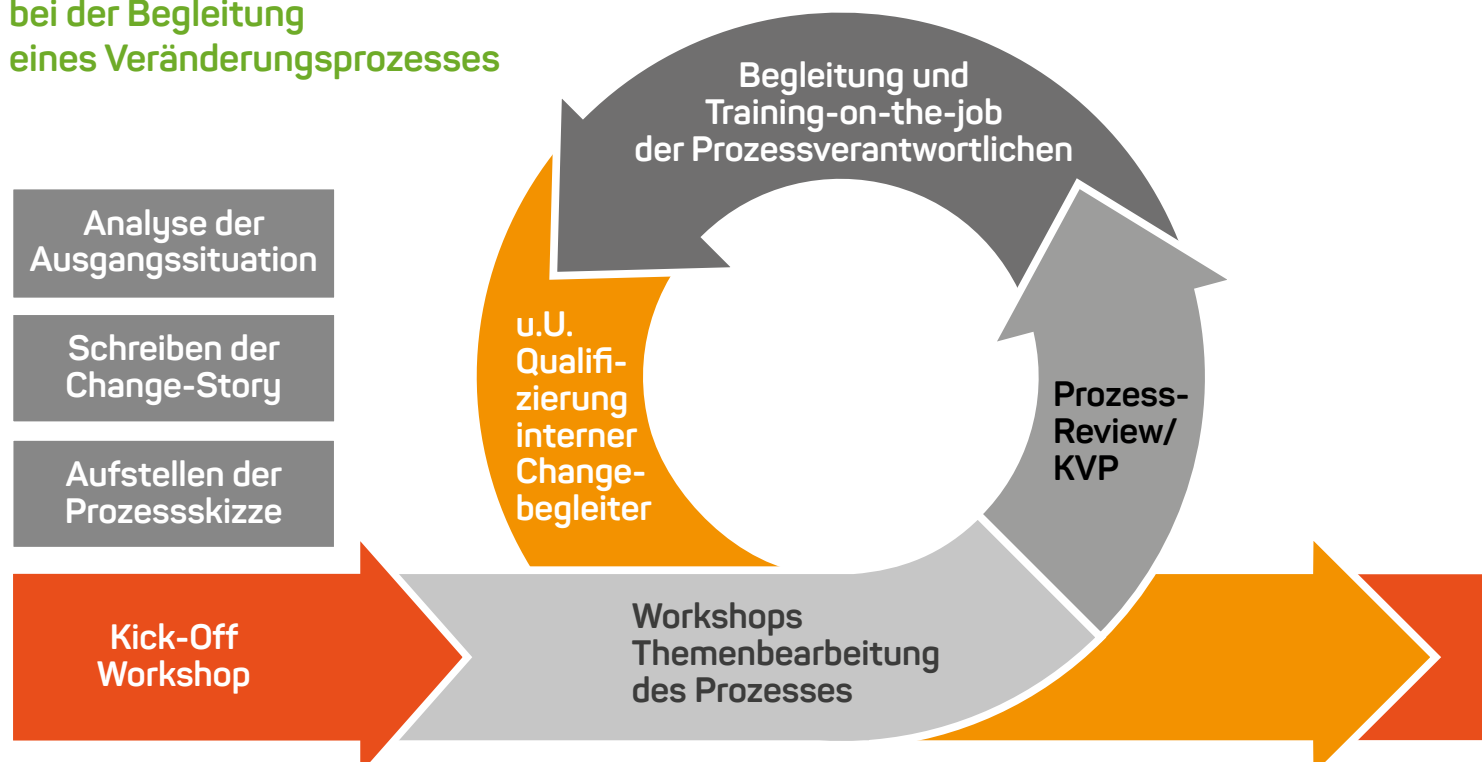 bei der Begleitung
eines Veränderungsprozesses
Analyse der
Ausgangssituation
Schreiben der
Change-Story
Aufstellen der
Prozessskizze
Kick-Off
Workshop
Workshops
Themenbearbeitung
des Prozesses
Prozess-
Review/
KVP
Begleitung und
Training-on-the-job
der Prozessverantwortlichen
u.U.
Qualifi-
zierung
interner
Change-
begleiter